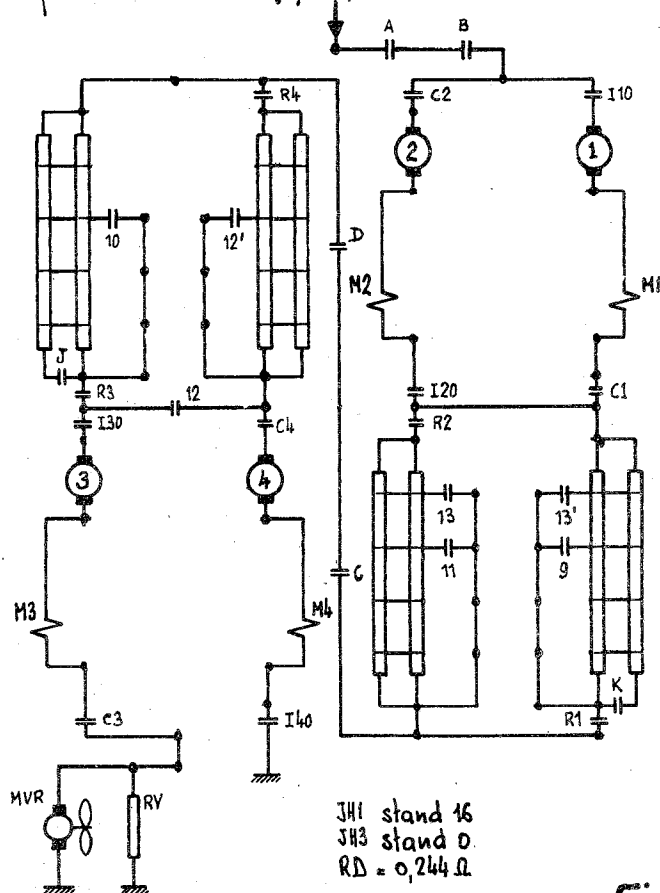 A B
R4 C2 I10
2 1
10 12' D
M2 M1
J
R3 12 I20 C1
I30 C4 R2
3 4
13 13'
11 9
G
M3 M4
K
C3 I40 R1
MVR RV
JH1 stand 16
JH3 stand 0
RD = 0,244 Ω